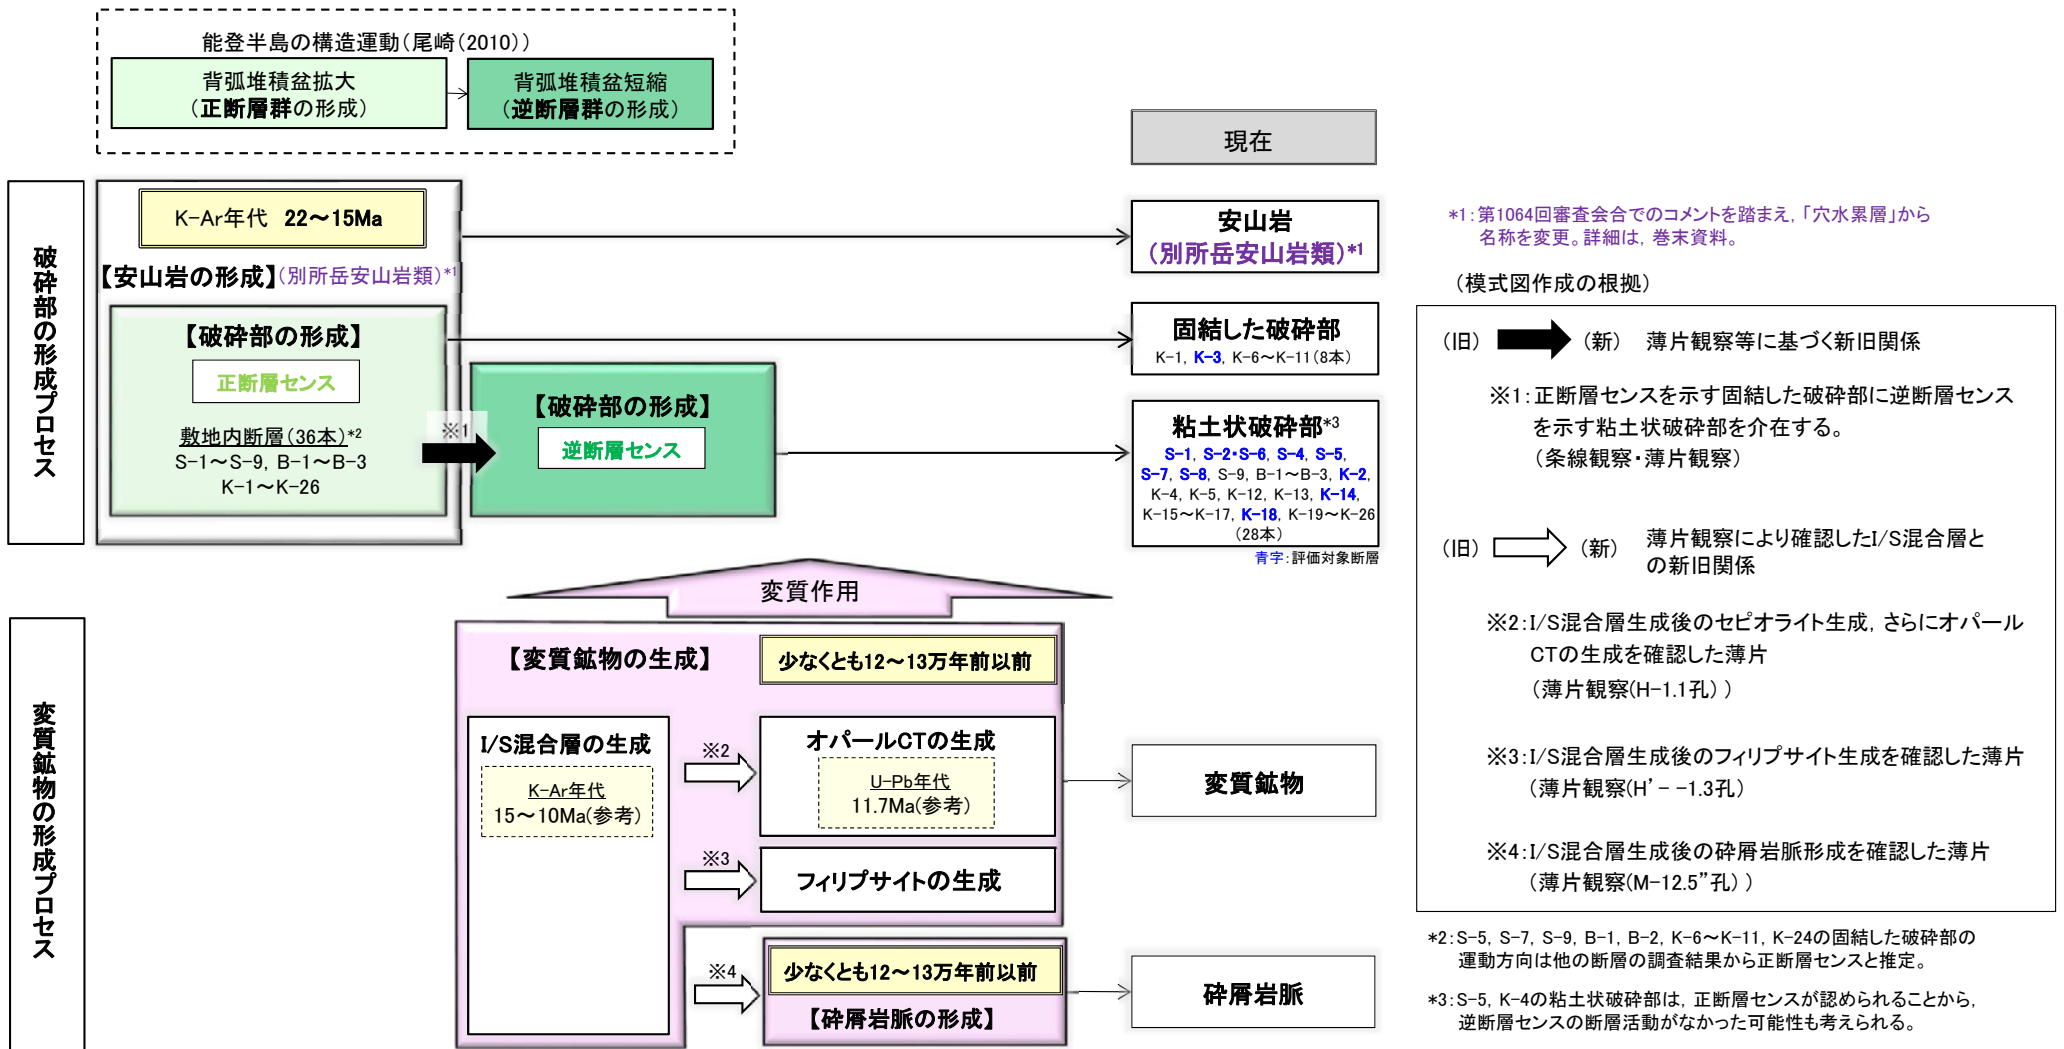 能登半島の構造運動(尾崎(2010))
背弧堆積盆拡大
(正断層群の形成)
背弧堆積盆短縮
(逆断層群の形成)
現在
破砕部の形成プロセス
K-Ar年代 22～15Ma
【安山岩の形成】(別所岳安山岩類)*1
【破砕部の形成】
正断層センス
敷地内断層(36本)*2
S-1～S-9, B-1～B-3
K-1～K-26
※1
【破砕部の形成】
逆断層センス
安山岩
(別所岳安山岩類)*1
固結した破砕部
K-1, K-3, K-6～K-11(8本)
粘土状破砕部*3
S-1, S-2・S-6, S-4, S-5,
S-7, S-8, S-9, B-1～B-3, K-2,
K-4, K-5, K-12, K-13, K-14,
K-15～K-17, K-18, K-19～K-26
(28本)
青字:評価対象断層
変質作用
変質鉱物の形成プロセス
【変質鉱物の生成】
少なくとも12～13万年前以前
I/S混合層の生成
K-Ar年代
15～10Ma(参考)
※2
オパールCTの生成
U-Pb年代
11.7Ma(参考)
※3
フィリプサイトの生成
※4
少なくとも12～13万年前以前
【砕屑岩脈の形成】
変質鉱物
砕屑岩脈
*1:第1064回審査会合でのコメントを踏まえ,「穴水累層」から
名称を変更。詳細は, 巻末資料。
(模式図作成の根拠)
(旧) (新) 薄片観察等に基づく新旧関係
※1:正断層センスを示す固結した破砕部に逆断層センス
を示す粘土状破砕部を介在する。
(条線観察・薄片観察)
(旧) (新) 薄片観察により確認したI/S混合層と
の新旧関係
※2:I/S混合層生成後のセピオライト生成, さらにオパール
CTの生成を確認した薄片
(薄片観察(H-1.1孔))
※3:I/S混合層生成後のフィリプサイト生成を確認した薄片
(薄片観察(H’- -1.3孔)
※4:I/S混合層生成後の砕屑岩脈形成を確認した薄片
(薄片観察(M-12.5”孔))
*2:S-5, S-7, S-9, B-1, B-2, K-6～K-11, K-24の固結した破砕部の
運動方向は他の断層の調査結果から正断層センスと推定。
*3:S-5, K-4の粘土状破砕部は, 正断層センスが認められることから,
逆断層センスの断層活動がなかった可能性も考えられる。